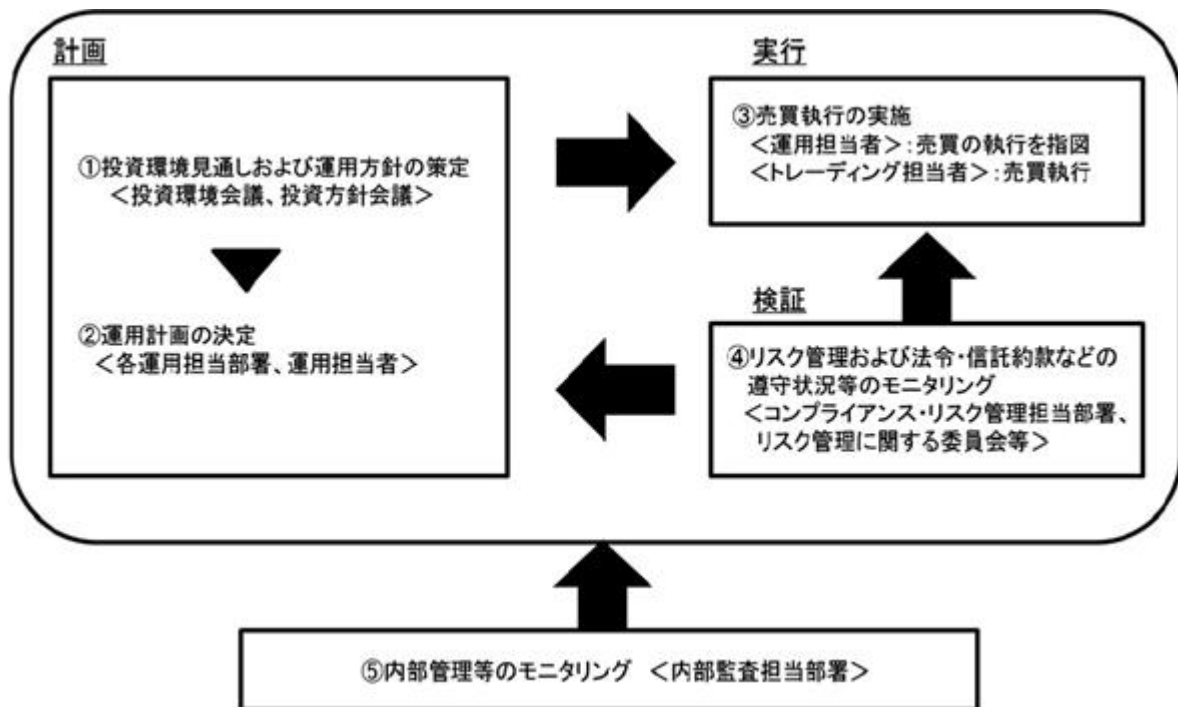 計画
①投資環境見通しおよび運用方針の策定
＜投資環境会議、投資方針会議＞
②運用計画の決定
＜各運用担当部署、運用担当者＞
実行
③売買執行の実施
＜運用担当者＞:売買の執行を指図
＜トレーディング担当者＞:売買執行
検証
④リスク管理および法令・信託約款などの
遵守状況等のモニタリング
＜コンプライアンス・リスク管理担当部署、
リスク管理に関する委員会等＞
⑤内部管理等のモニタリング ＜内部監査担当部署＞